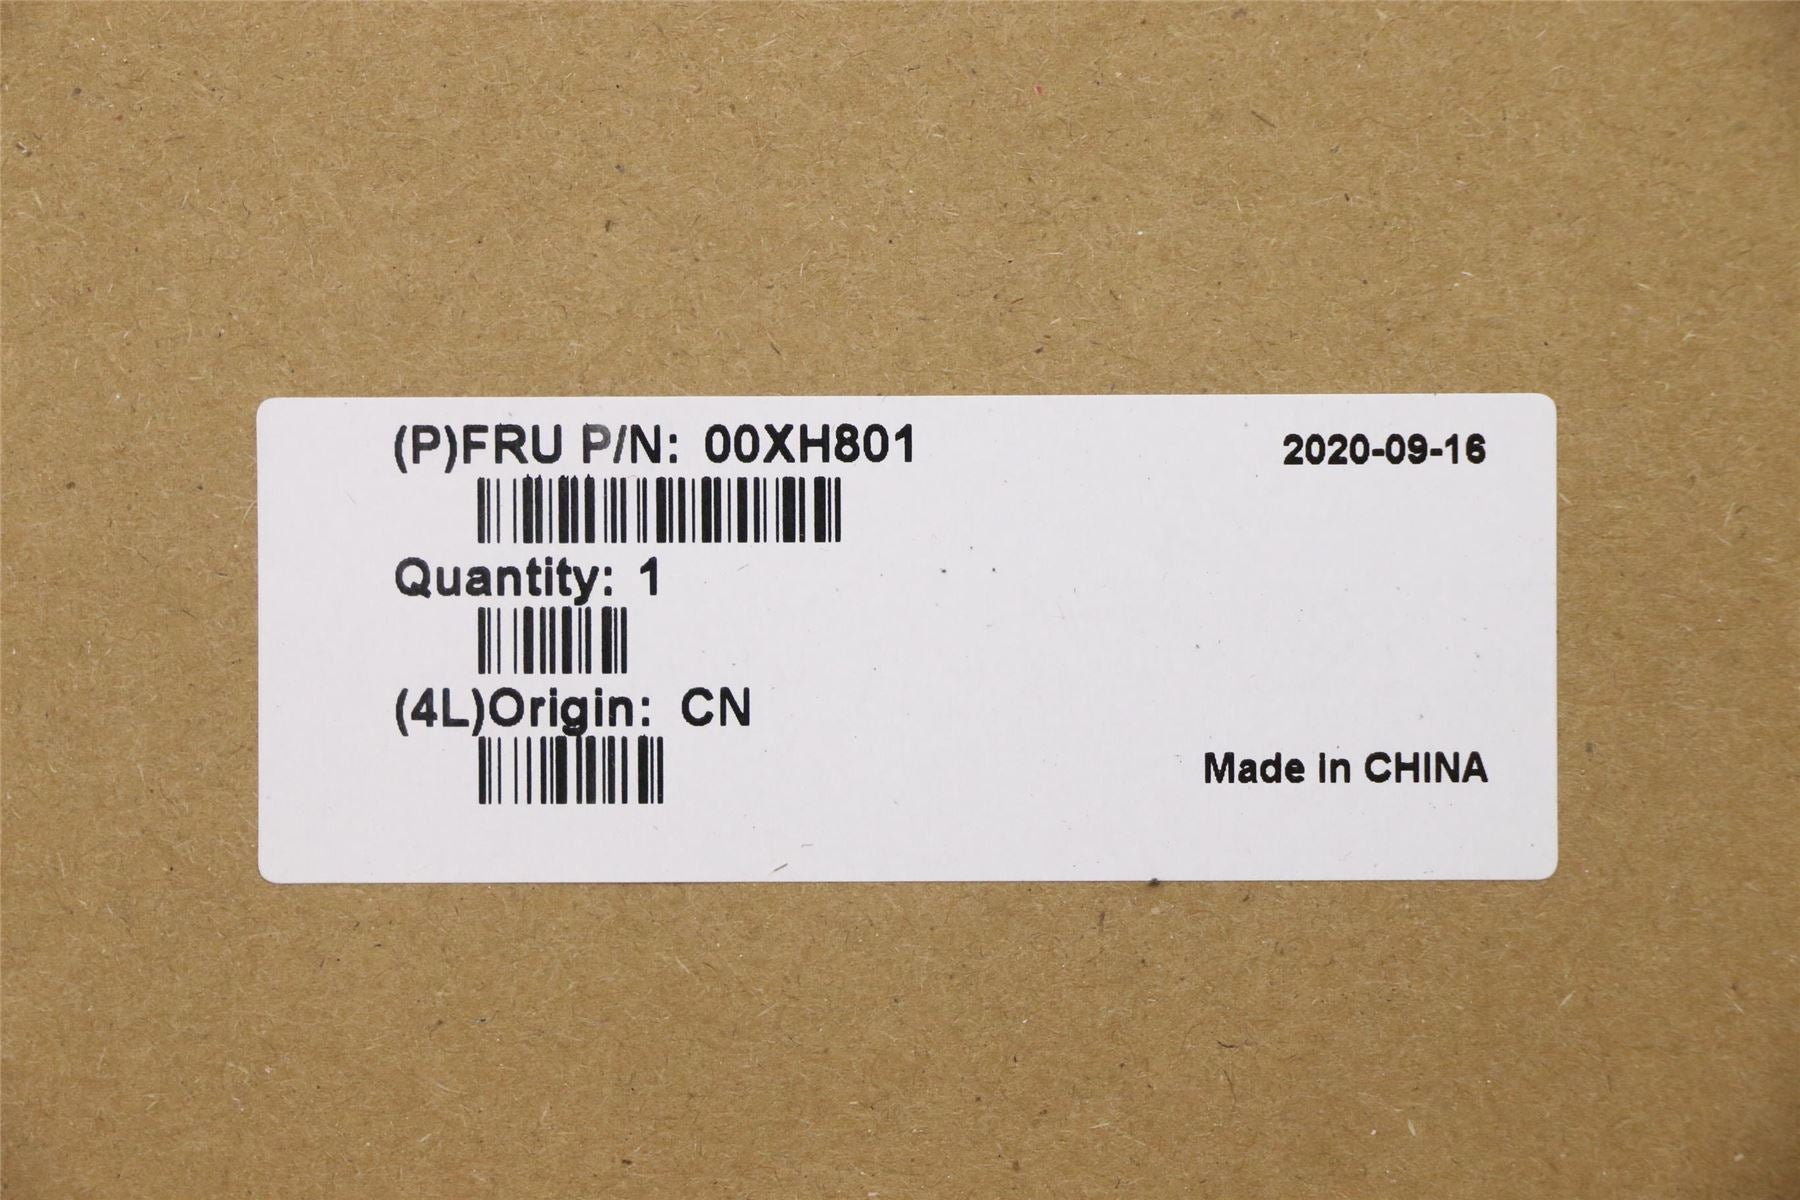 (P)FRU P/N: 00XH801
2020-09-16
Quantity: 1
(4L)Origin: CN
Made in CHINA